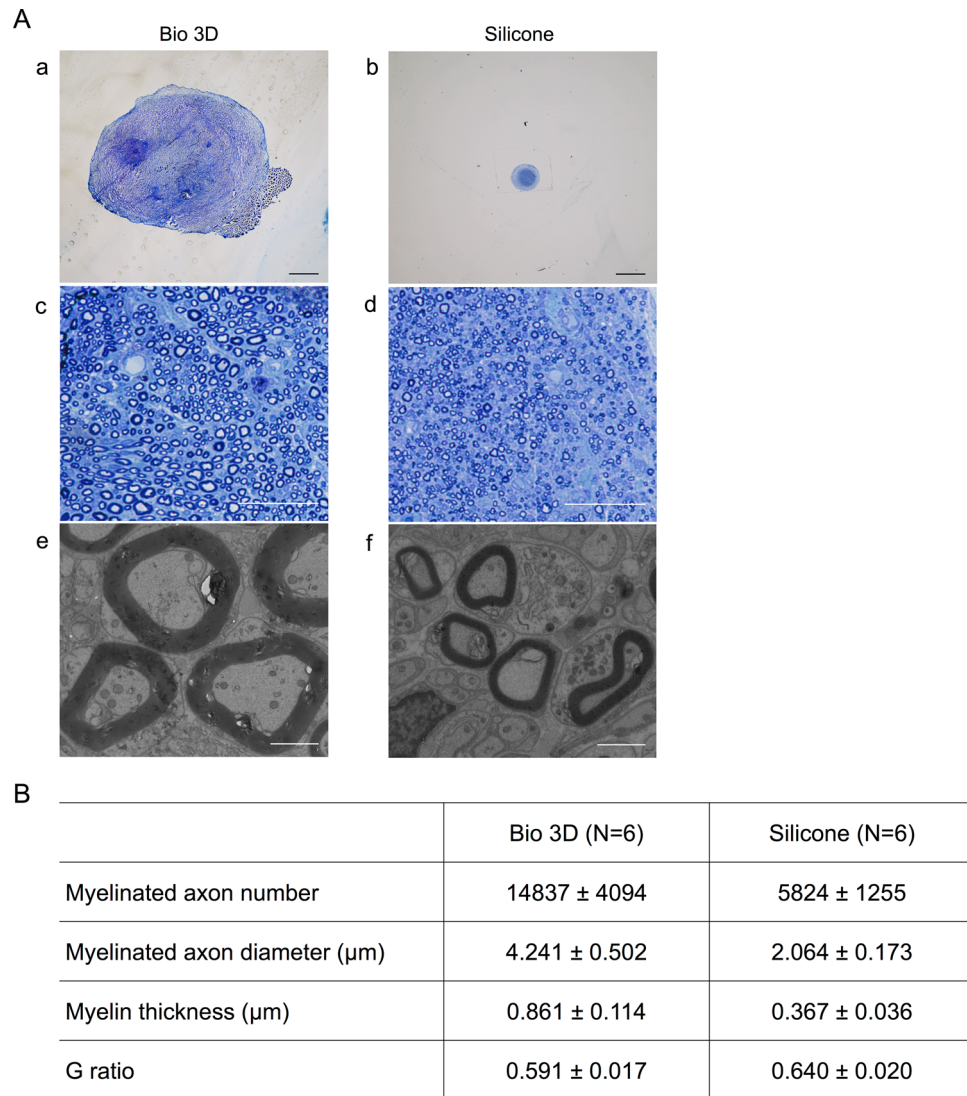 A
Bio 3D
Silicone
a
b
c
d
e
f
B
Bio 3D (N=6) Silicone (N=6)
Myelinated axon number 14837 ± 4094 5824 ± 1255
Myelinated axon diameter (μm) 4.241 ± 0.502 2.064 ± 0.173
Myelin thickness (μm) 0.861 ± 0.114 0.367 ± 0.036
G ratio 0.591 ± 0.017 0.640 ± 0.020